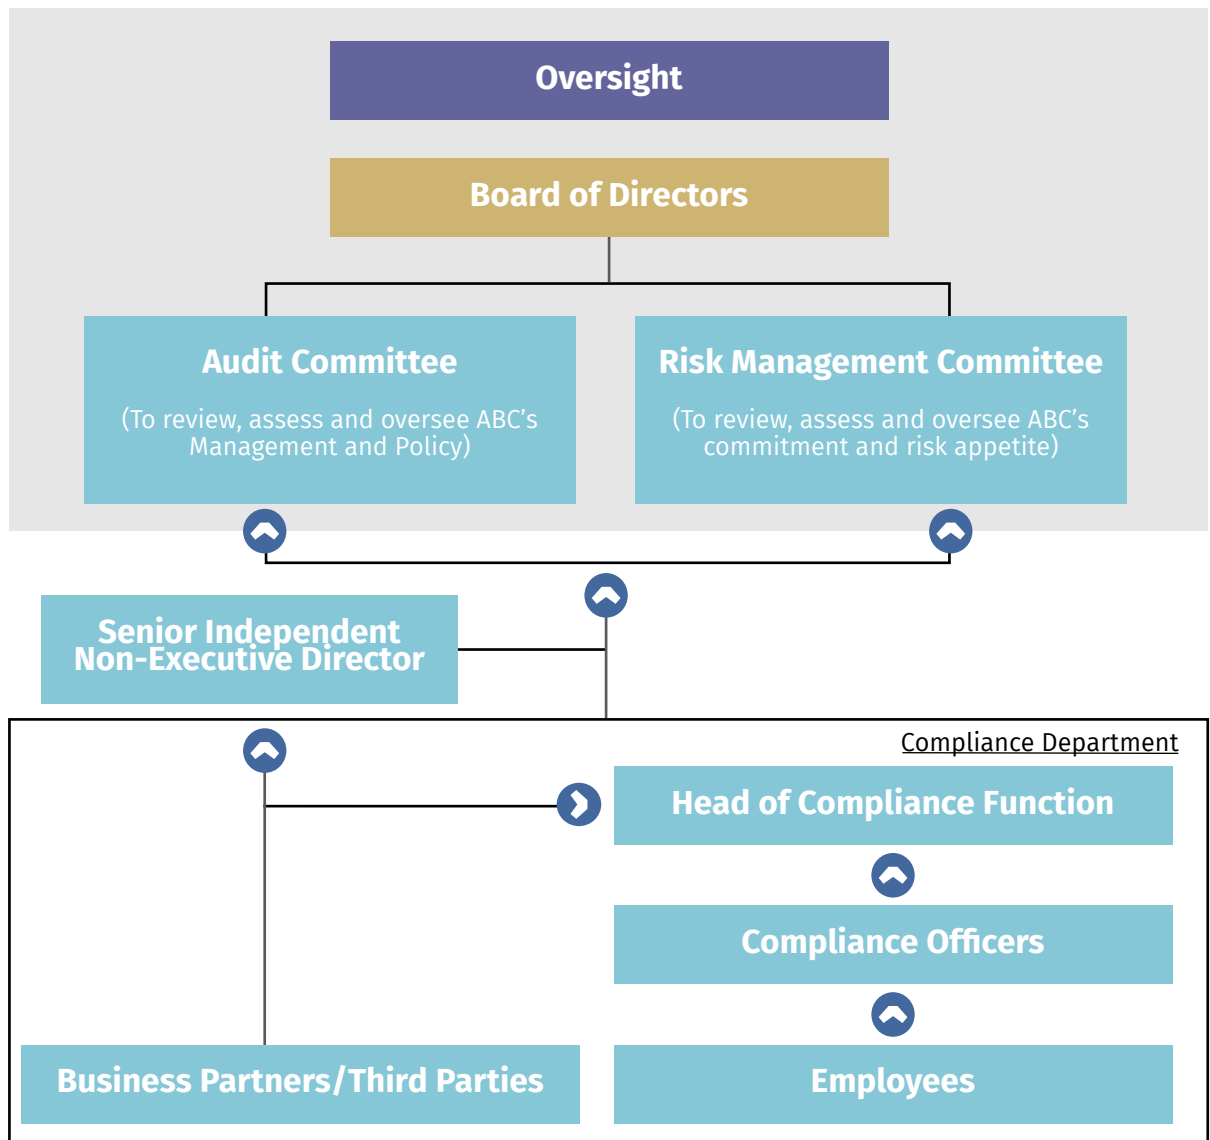 Oversight
Board of Directors
Audit Committee
(To review, assess and oversee ABC’s
Management and Policy)
Risk Management Committee
(To review, assess and oversee ABC’s
commitment and risk appetite)
Senior Independent
Non-Executive Director
Compliance Department
Head of Compliance Function
Compliance Officers
Business Partners/Third Parties
Employees